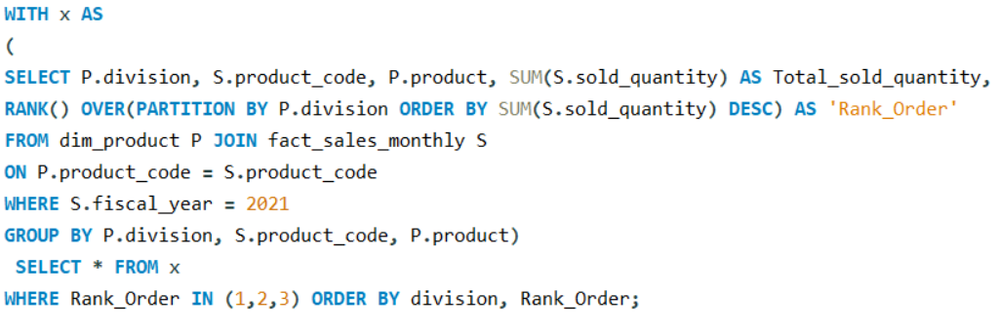 WITH x AS
(
SELECT P.division, S.product_code, P.product, SUM(S.sold_quantity) AS Total_sold_quantity,
RANK() OVER(PARTITION BY P.division ORDER BY SUM(S.sold_quantity) DESC) AS 'Rank_Order'
FROM dim_product P JOIN fact_sales_monthly S
ON P.product_code = S.product_code
WHERE S.fiscal_year = 2021
GROUP BY P.division, S.product_code, P.product)
SELECT * FROM x
WHERE Rank_Order IN (1,2,3) ORDER BY division, Rank_Order;